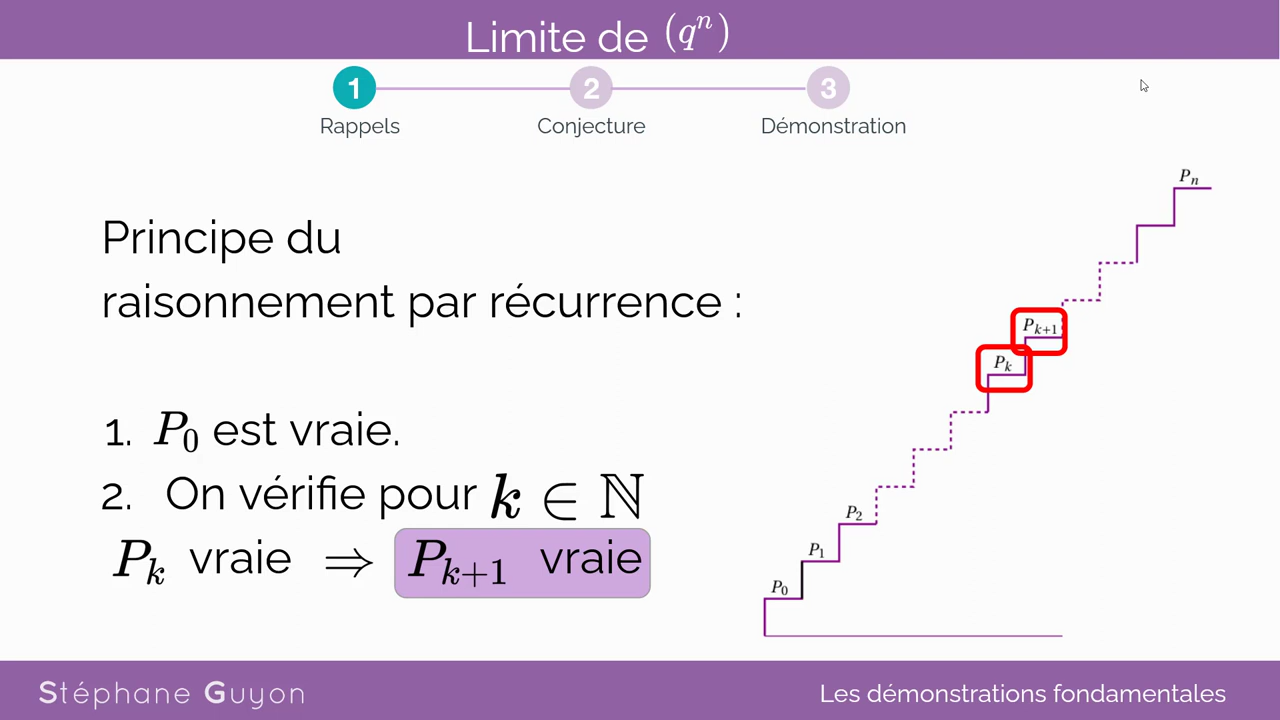 Limite de (qⁿ)
1 2 3
Rappels Conjecture Démonstration
Principe du
raisonnement par récurrence :
1. P₀ est vraie.
2. On vérifie pour k ∈ ℕ
Pₖ vraie ⇒ Pₖ₊₁ vraie
Pₙ
Pₖ₊₁
Pₖ
P₂
P₁
P₀
Stéphane Guyon
Les démonstrations fondamentales